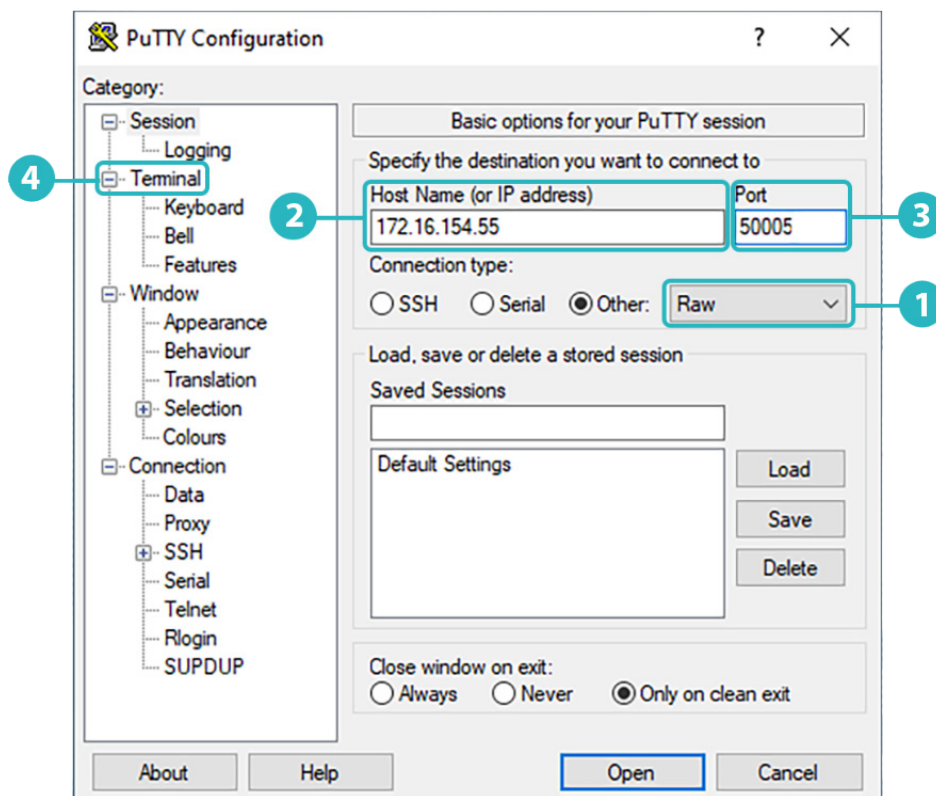 PuTTY Configuration
?
Category:
Session
Logging
4
Terminal
Keyboard
Bell
Features
Window
Appearance
Behaviour
Translation
Selection
Colours
Connection
Data
Proxy
SSH
Serial
Telnet
Rlogin
SUPDUP
Basic options for your PuTTY session
Specify the destination you want to connect to
2
Host Name (or IP address)
Port
172.16.154.55
50005
3
Connection type:
SSH
Serial
Other:
Raw
1
Load, save or delete a stored session
Saved Sessions
Default Settings
Load
Save
Delete
Close window on exit:
Always
Never
Only on clean exit
About
Help
Open
Cancel